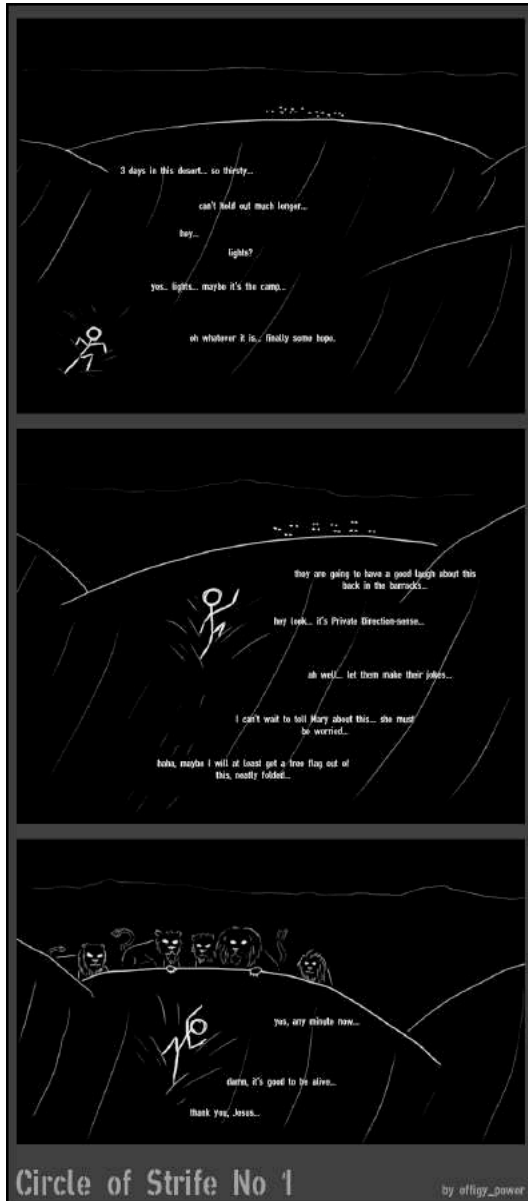 3 days in this desert... so thirsty...
can't hold out much longer...
hey...
lights?
yes.. lights... maybe it's the camp...
oh whatever it is... finally some hope.
they are going to have a good laugh about this
back in the barracks...
hey look... it's Private Direction-sense...
ah well... let them make their jokes...
I can't wait to tell Mary about this... she must
be worried...
haha, maybe I will at least get a free flag out of
this, neatly folded...
yes, any minute now...
damn, it's good to be alive...
thank you, Jesus...
Circle of Strife No 1
by effigy_power